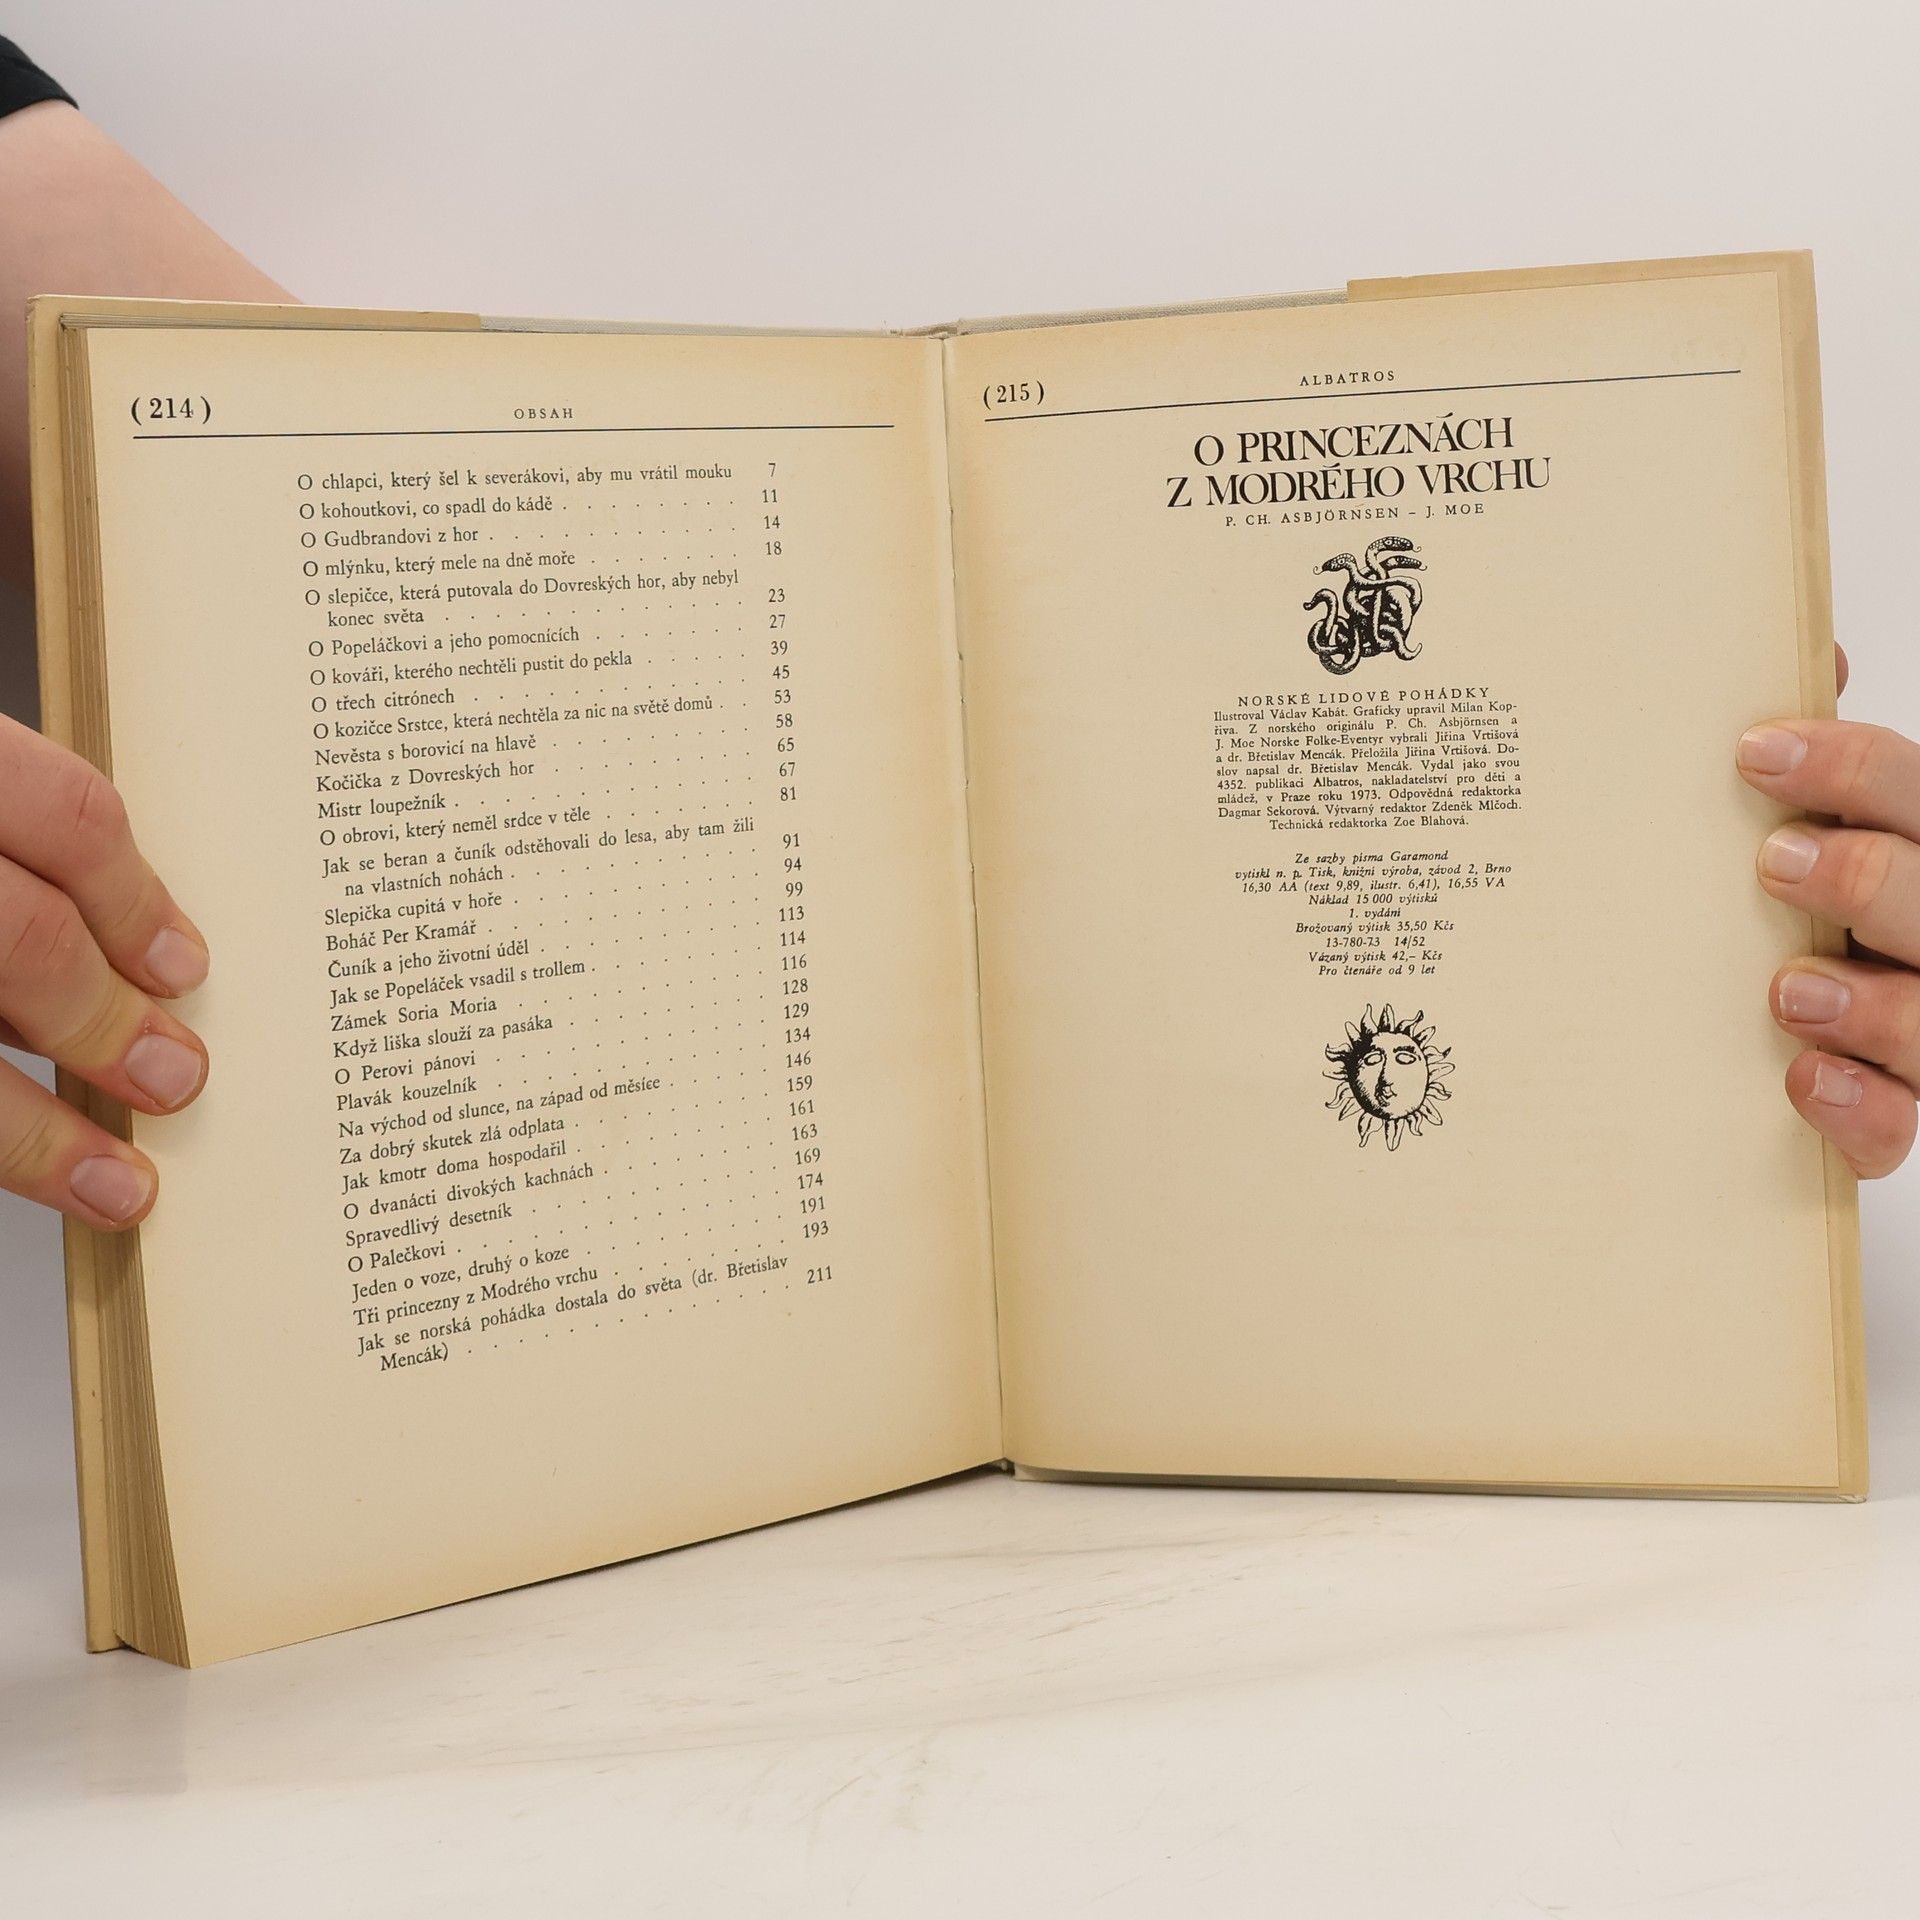 (214)
OBSAH
O chlapci, který šel k severákovi, aby mu vrátil mouku 7
O kohoutkovi, co spadl do kádě . . . . . . . 11
O Gudbrandovi z hor . . . . . . . . . . 14
O mlýnku, který mele na dně moře . . . . . . 18
O slepičce, která putovala do Dovreských hor, aby nebyl
konec světa . . . . . . . . . . . . 23
O Popeláčkovi a jeho pomocnících . . . . . . 27
O kováři, kterého nechtěli pustit do pekla . . . . . 39
O třech citrónech . . . . . . . . . . . 45
O kozičce Srstce, která nechtěla za nic na světě domů . . 53
Nevěsta s borovicí na hlavě . . . . . . . . 58
Kočička z Dovreských hor . . . . . . . . 65
Mistr loupežník . . . . . . . . . . . 67
O obrovi, který neměl srdce v těle . . . . . . 81
Jak se beran a čuník odstěhovali do lesa, aby tam žili
na vlastních nohách . . . . . . . . . 91
Slepička cupitá v hoře . . . . . . . . . 94
Boháč Per Kramář . . . . . . . . . . 99
Čuník a jeho životní úděl . . . . . . . . 113
Jak se Popeláček vsadil s trollem . . . . . . . 114
Zámek Soria Moria . . . . . . . . . . 116
Když liška slouží za pasáka . . . . . . . . 128
O Perovi pánovi . . . . . . . . . . 129
Plavák kouzelník . . . . . . . . . . 134
Na východ od slunce, na západ od měsíce . . . . . 146
Za dobrý skutek zlá odplata . . . . . . . . 159
Jak kmotr doma hospodařil . . . . . . . . 161
O dvanácti divokých kachnách . . . . . . . 163
Spravedlivý desetník . . . . . . . . . 169
O Palečkovi . . . . . . . . . . . . 174
Jeden o voze, druhý o koze . . . . . . . 191
Tři princezny z Modrého vrchu . . . . . . . 193
Jak se norská pohádka dostala do světa (dr. Břetislav
Mencák) . . . . . . . . . . . . 211
(215)
ALBATROS
O PRINCEZNÁCH
Z MODRÉHO VRCHU
P. CH. ASBJÖRNSEN – J. MOE
NORSKÉ LIDOVÉ POHÁDKY
Ilustroval Václav Kabát. Graficky upravil Milan Kop-
řiva. Z norského originálu P. Ch. Asbjörnsen a
J. Moe Norske Folke-Eventyr vybrali Jiřina Vrtišová
a dr. Břetislav Mencák. Přeložila Jiřina Vrtišová. Do-
slov napsal dr. Břetislav Mencák. Vydal jako svou
4352. publikaci Albatros, nakladatelství pro děti a
mládež, v Praze roku 1973. Odpovědná redaktorka
Dagmar Sekorová. Výtvarný redaktor Zdeněk Mlčoch.
Technická redaktorka Zoe Blahová.
Ze sazby písma Garamond
vytiskl n. p. Tisk, knižní výroba, závod 2, Brno
16,30 AA (text 9,89, ilustr. 6,41), 16,55 VA
Náklad 15 000 výtisků
1. vydání
Brožovaný výtisk 35,50 Kčs
13-780-73 14/52
Vázaný výtisk 42,– Kčs
Pro čtenáře od 9 let